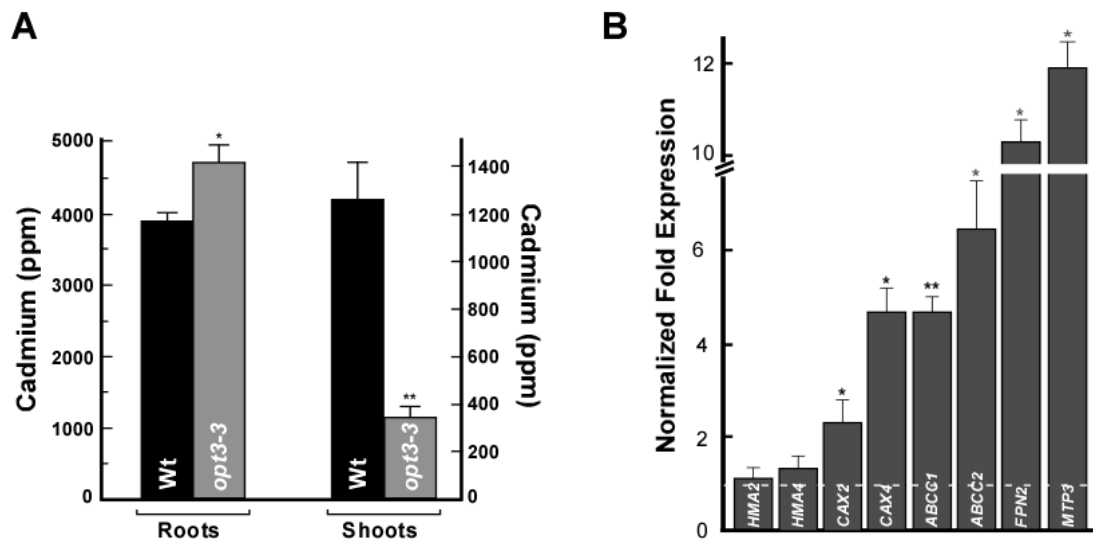 A
Cadmium (ppm)
5000
4000
3000
2000
1000
0
*
**
Wt
opt3-3
Wt
opt3-3
Roots
Shoots
1400
1200
1000
800
600
400
200
0
Cadmium (ppm)
B
Normalized Fold Expression
12
10
6
4
2
0
*
*
**
*
*
*
HMA2
HMA4
CAX2
CAX4
ABCC1
ABCC2
FPN2
MTP3